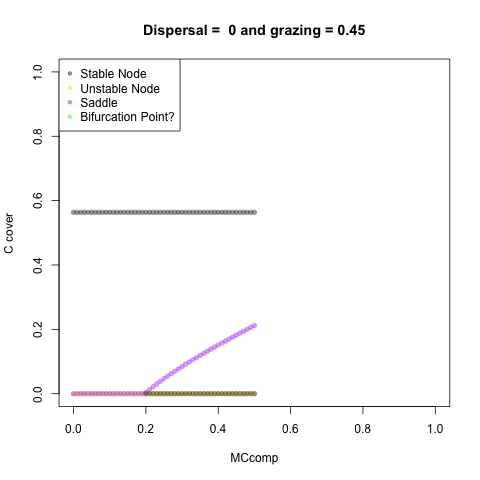 Dispersal =  0 and grazing = 0.45
Stable Node
Unstable Node
Saddle
Bifurcation Point?
1.0
0.8
0.6
0.4
0.2
0.0
C cover
0.0 0.2 0.4 0.6 0.8 1.0
MCcomp